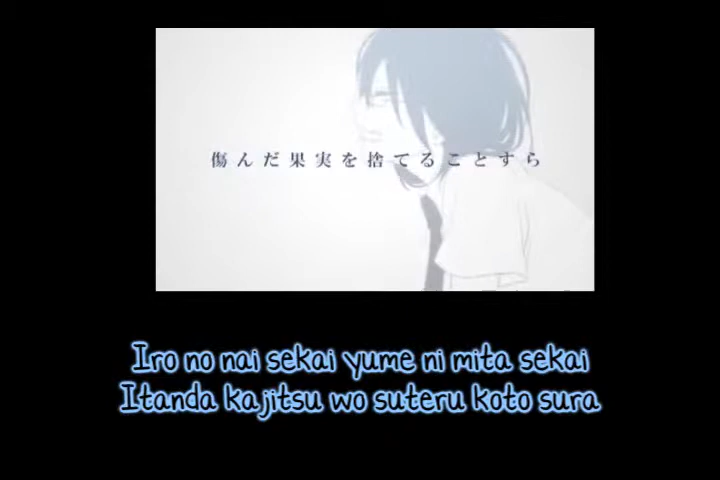 傷んだ果実を捨てることすら
Iro no nai sekai yume ni mita sekai
Itanda kajitsu wo suteru koto sura